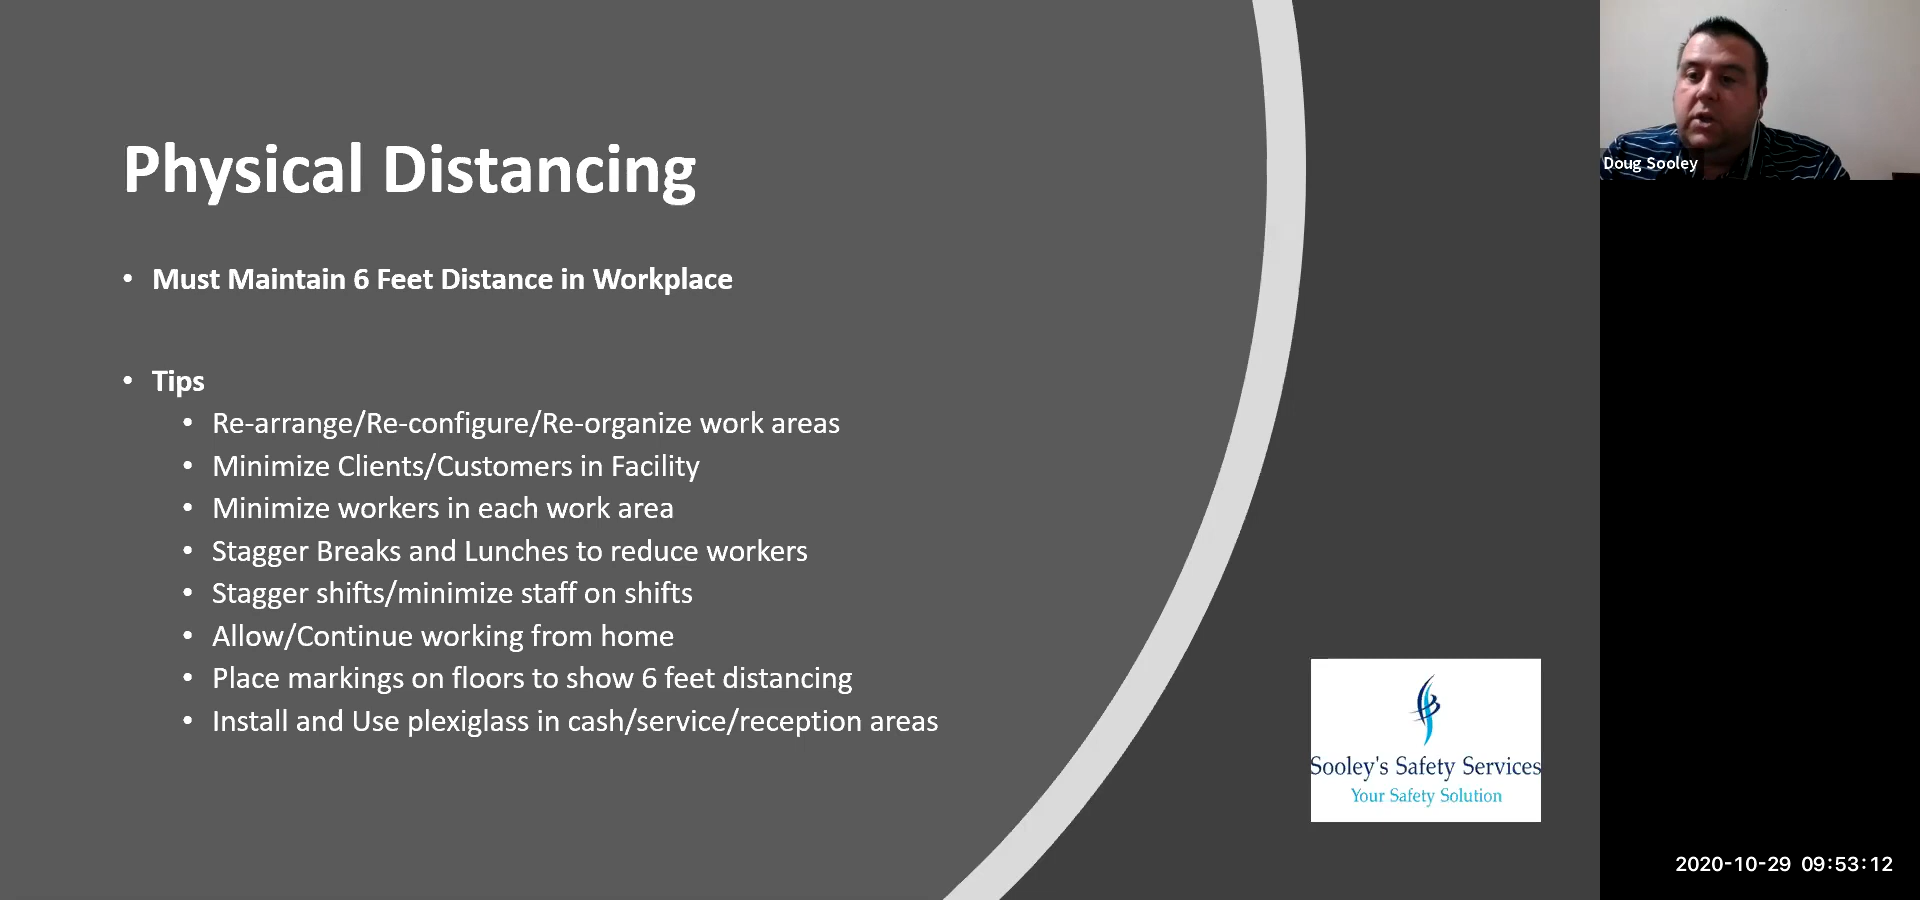 Physical Distancing
• Must Maintain 6 Feet Distance in Workplace
• Tips
• Re-arrange/Re-configure/Re-organize work areas
• Minimize Clients/Customers in Facility
• Minimize workers in each work area
• Stagger Breaks and Lunches to reduce workers
• Stagger shifts/minimize staff on shifts
• Allow/Continue working from home
• Place markings on floors to show 6 feet distancing
• Install and Use plexiglass in cash/service/reception areas
Sooley's Safety Services
Your Safety Solution
Doug Sooley
2020-10-29 09:53:12